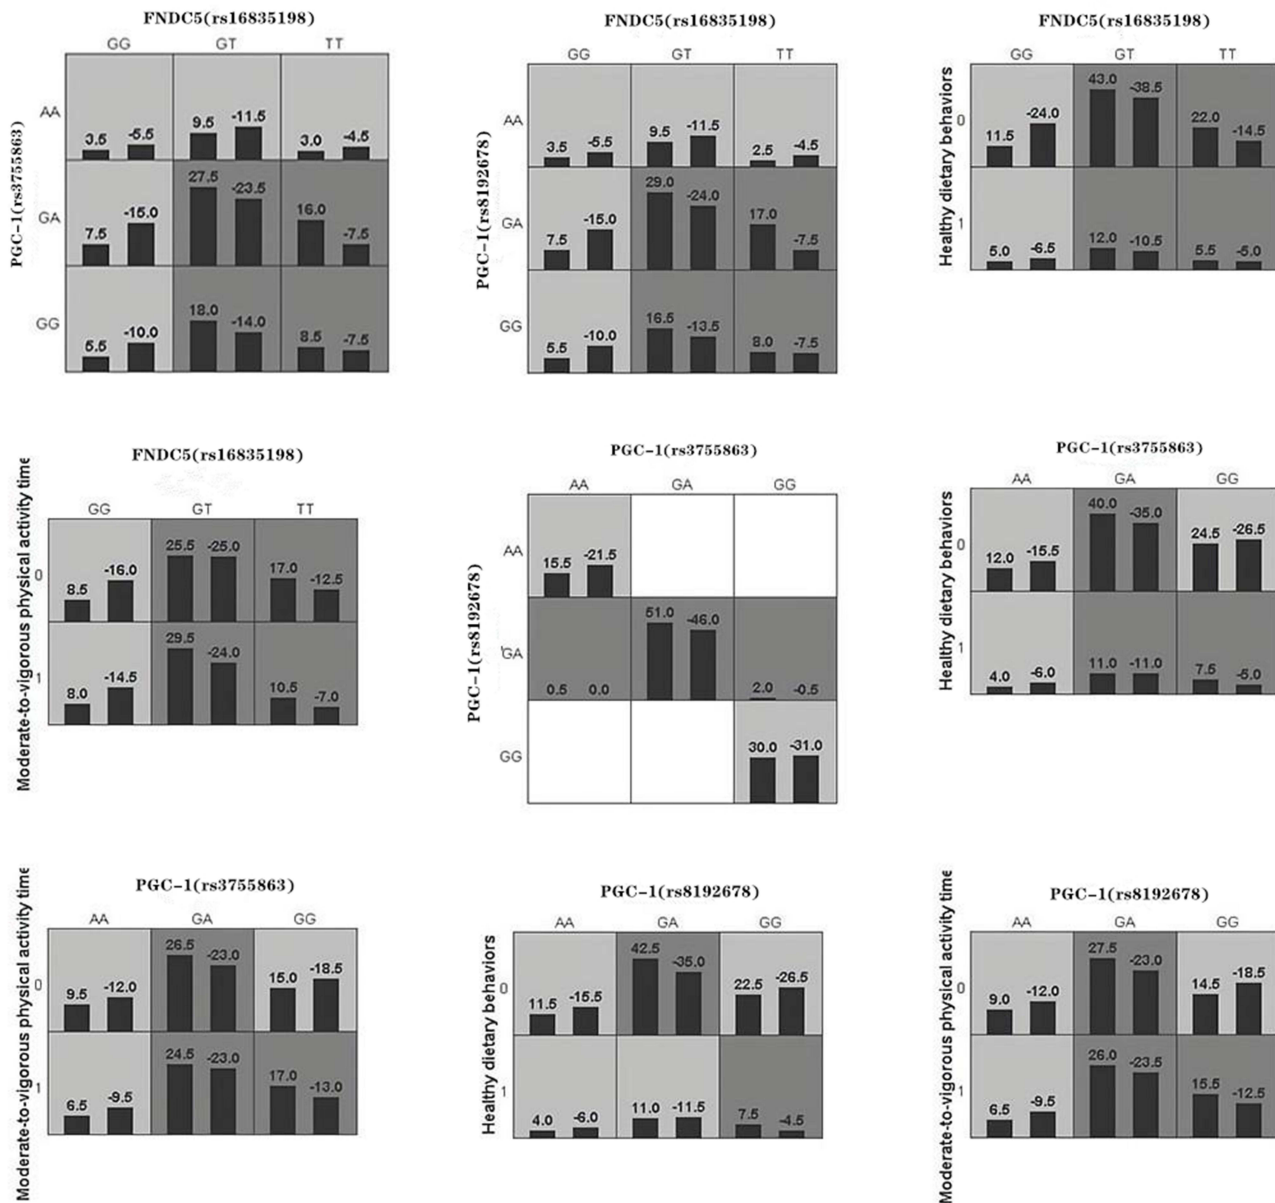 FNDC5(rs16835198)
GG GT TT
PGC-1(rs3755863)
AA
3.5 -5.5 9.5 -11.5 3.0 -4.5
GA
7.5 -15.0 27.5 -23.5 16.0 -7.5
GG
5.5 -10.0 18.0 -14.0 8.5 -7.5
FNDC5(rs16835198)
GG GT TT
PGC-1(rs8192678)
AA
3.5 -5.5 9.5 -11.5 2.5 -4.5
GA
7.5 -15.0 29.0 -24.0 17.0 -7.5
GG
5.5 -10.0 16.5 -13.5 8.0 -7.5
FNDC5(rs16835198)
GG GT TT
Healthy dietary behaviors
0
11.5 -24.0 43.0 -38.5 22.0 -14.5
1
5.0 -6.5 12.0 -10.5 5.5 -5.0
FNDC5(rs16835198)
GG GT TT
Moderate-to-vigorous physical activity time
0
8.5 -16.0 25.5 -25.0 17.0 -12.5
1
8.0 -14.5 29.5 -24.0 10.5 -7.0
PGC-1(rs3755863)
AA GA GG
PGC-1(rs8192678)
AA
15.5 -21.5
GA
0.5 0.0 51.0 -46.0 2.0 -0.5
GG
30.0 -31.0
PGC-1(rs3755863)
AA GA GG
Healthy dietary behaviors
0
12.0 -15.5 40.0 -35.0 24.5 -26.5
1
4.0 -6.0 11.0 -11.0 7.5 -5.0
PGC-1(rs3755863)
AA GA GG
Moderate-to-vigorous physical activity time
0
9.5 -12.0 26.5 -23.0 15.0 -18.5
1
6.5 -9.5 24.5 -23.0 17.0 -13.0
PGC-1(rs8192678)
AA GA GG
Healthy dietary behaviors
0
11.5 -15.5 42.5 -35.0 22.5 -26.5
1
4.0 -6.0 11.0 -11.5 7.5 -4.5
PGC-1(rs8192678)
AA GA GG
Moderate-to-vigorous physical activity time
0
9.0 -12.0 27.5 -23.0 14.5 -18.5
1
6.5 -9.5 26.0 -23.5 15.5 -12.5